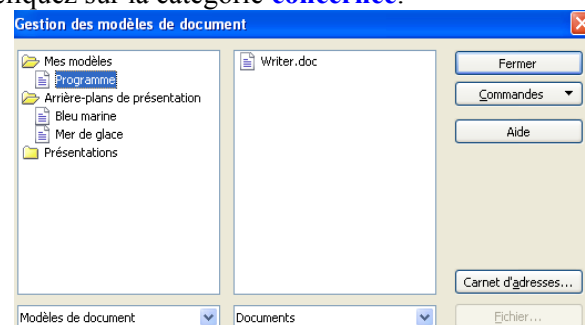 cliquez sur la catégorie concernée.
Gestion des modèles de document
Mes modèles
Programme
Arrière-plans de présentation
Bleu marine
Mer de glace
Présentations
Writer.doc
Fermer
Commandes
Aide
Carnet d'adresses...
Modèles de document
Documents
Fichier...